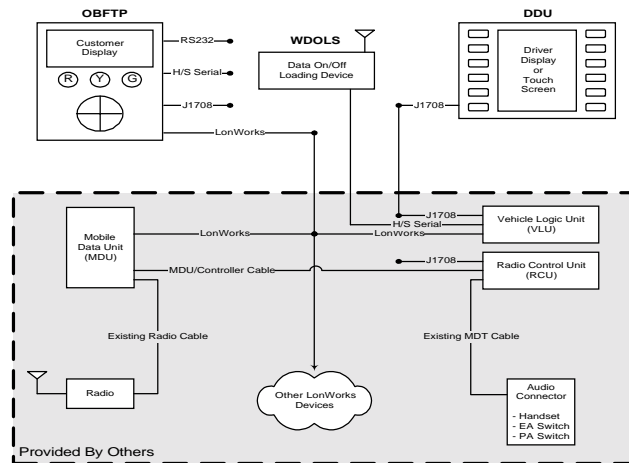 OBFTP
WDOLS
DDU
Customer
Display
R Y G
RS232
H/S Serial
J1708
LonWorks
Data On/Off
Loading Device
Driver
Display
or
Touch
Screen
J1708
Mobile
Data Unit
(MDU)
LonWorks
J1708
H/S Serial
LonWorks
Vehicle Logic Unit
(VLU)
MDU/Controller Cable
J1708
Radio Control Unit
(RCU)
Existing Radio Cable
Existing MDT Cable
Radio
Other LonWorks
Devices
Audio
Connector
- Handset
- EA Switch
- PA Switch
Provided By Others